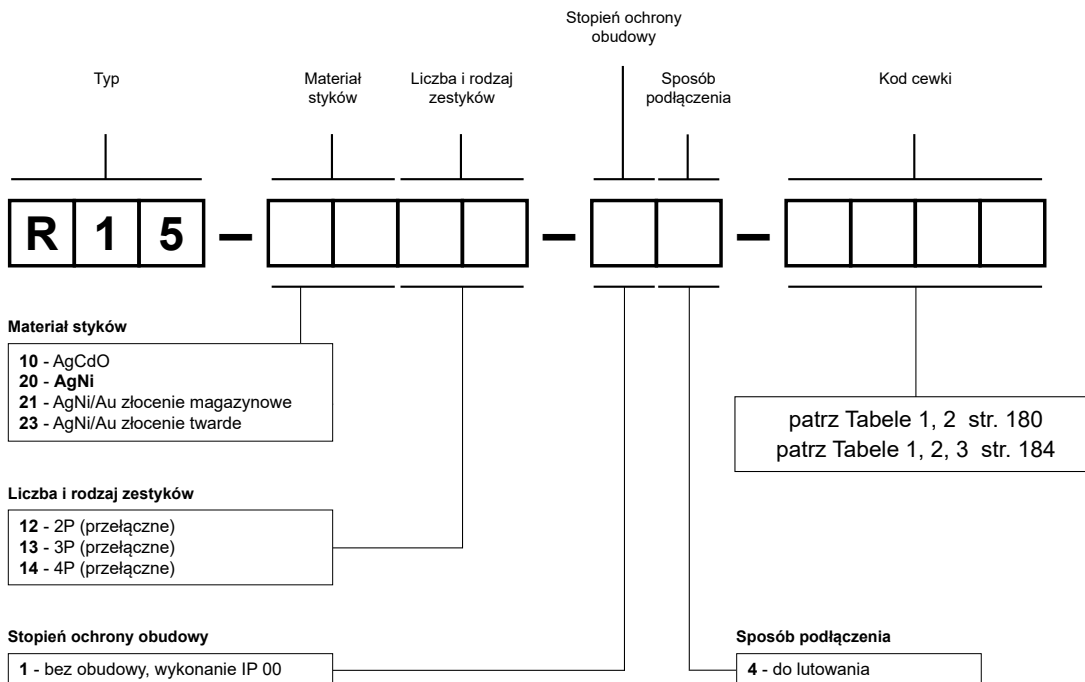 Stopień ochrony
obudowy
Typ
Materiał
styków
Liczba i rodzaj
zestyków
Sposób
podłączenia
Kod cewki
R 1 5 – – –
Materiał styków
10 - AgCdO
20 - AgNi
21 - AgNi/Au złocenie magazynowe
23 - AgNi/Au złocenie twarde
patrz Tabele 1, 2 str. 180
patrz Tabele 1, 2, 3 str. 184
Liczba i rodzaj zestyków
12 - 2P (przełączne)
13 - 3P (przełączne)
14 - 4P (przełączne)
Stopień ochrony obudowy
1 - bez obudowy, wykonanie IP 00
Sposób podłączenia
4 - do lutowania